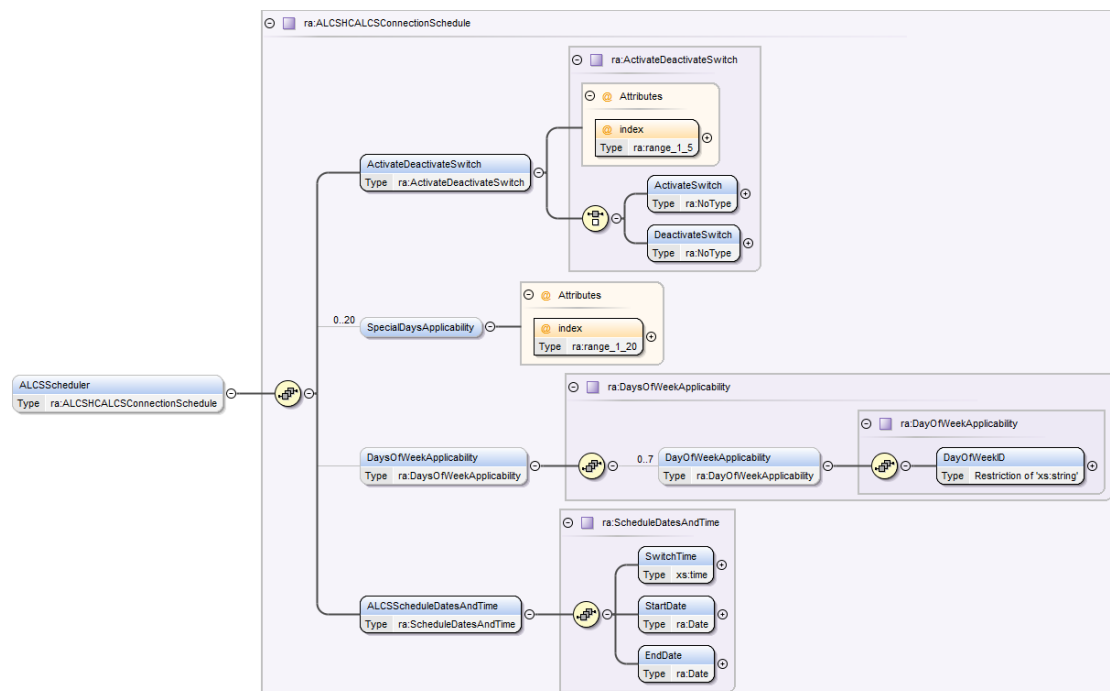 ra:ALCSHCALCSConnectionSchedule
ra:ActivateDeactivateSwitch
@ Attributes
@ index
Type ra:range_1_5
ActivateDeactivateSwitch
Type ra:ActivateDeactivateSwitch
ActivateSwitch
Type ra:NoType
DeactivateSwitch
Type ra:NoType
@ Attributes
0..20
SpecialDaysApplicability
@ index
Type ra:range_1_20
ALCSScheduler
Type ra:ALCSHCALCSConnectionSchedule
ra:DaysOfWeekApplicability
ra:DayOfWeekApplicability
DaysOfWeekApplicability
Type ra:DaysOfWeekApplicability
0..7
DayOfWeekApplicability
Type ra:DayOfWeekApplicability
DayOfWeekID
Type Restriction of 'xs:string'
ra:ScheduleDatesAndTime
SwitchTime
Type xs:time
ALCSScheduleDatesAndTime
Type ra:ScheduleDatesAndTime
StartDate
Type ra:Date
EndDate
Type ra:Date